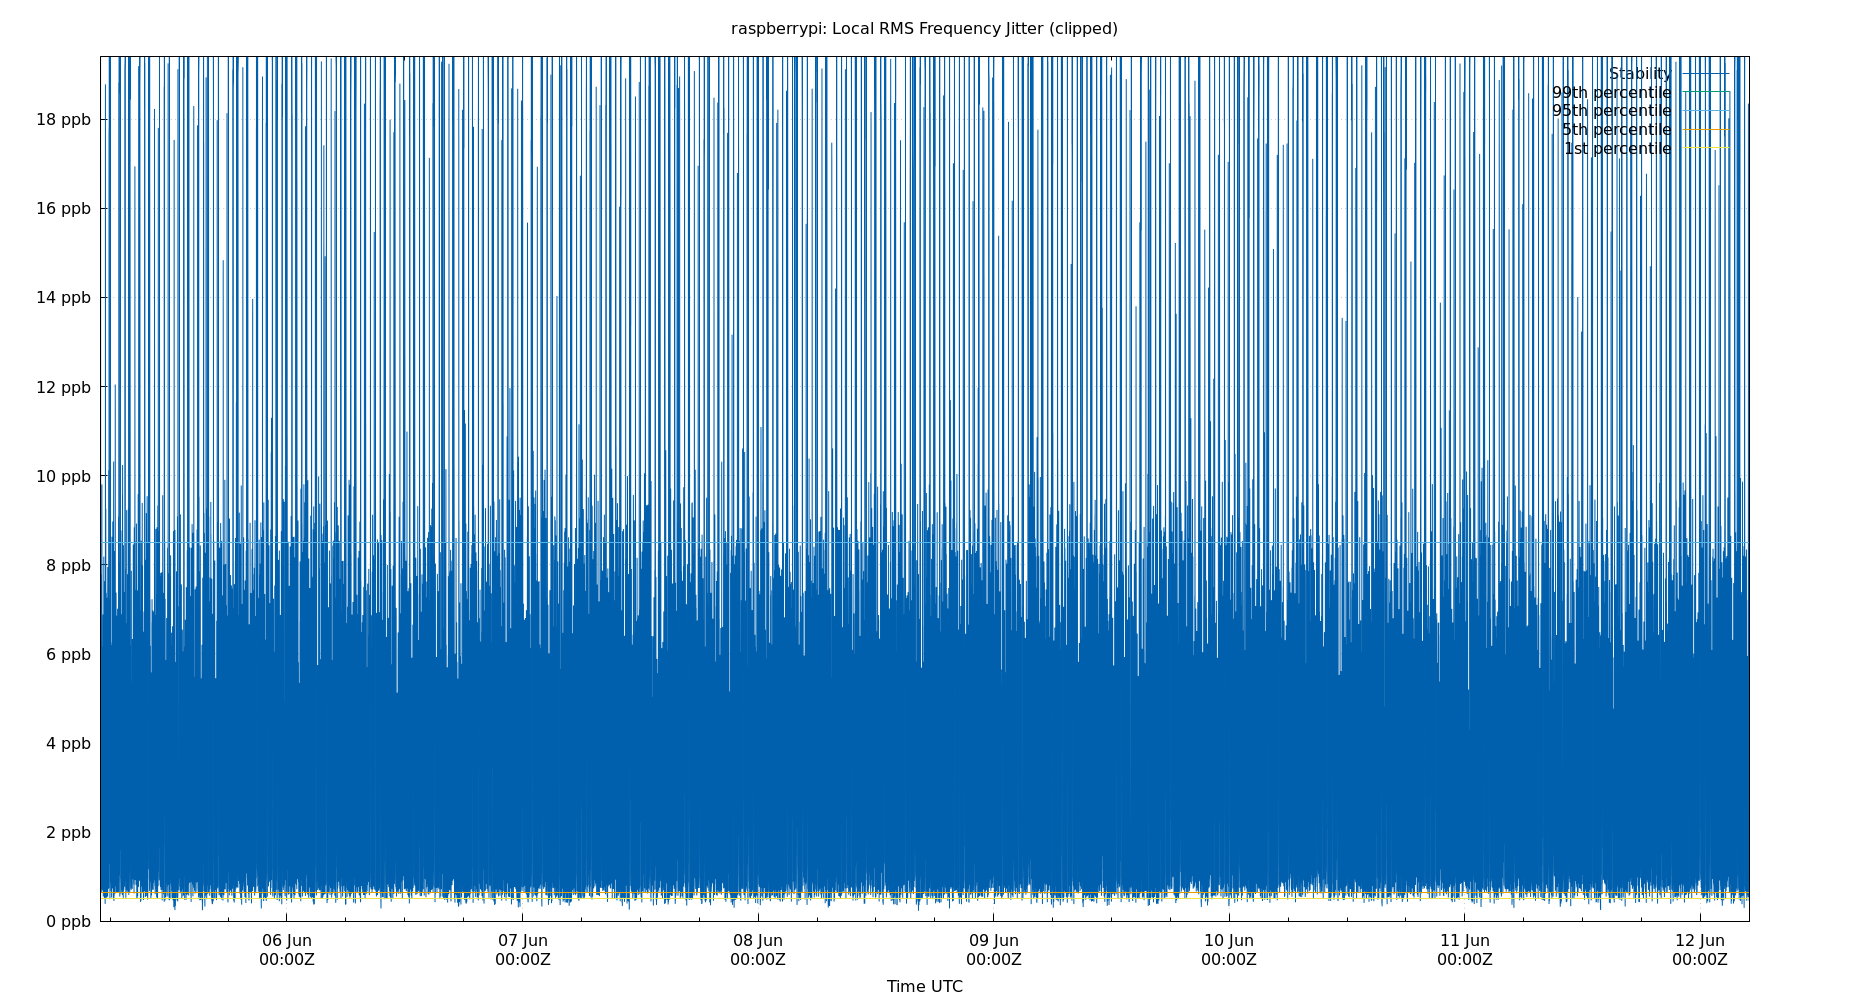 raspberrypi: Local RMS Frequency Jitter (clipped)
Stability
99th percentile
95th percentile
5th percentile
1st percentile
18 ppb
16 ppb
14 ppb
12 ppb
10 ppb
8 ppb
6 ppb
4 ppb
2 ppb
0 ppb
06 Jun 07 Jun 08 Jun 09 Jun 10 Jun 11 Jun 12 Jun
00:00Z 00:00Z 00:00Z 00:00Z 00:00Z 00:00Z 00:00Z
Time UTC